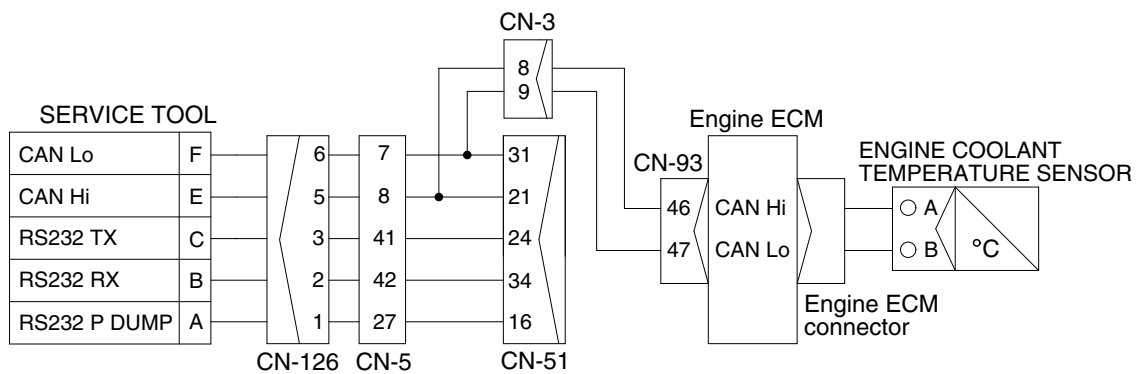 CN-3
8
9
SERVICE TOOL
CAN Lo F 6 7 31
CAN Hi E 5 8 21
RS232 TX C 3 41 24
RS232 RX B 2 42 34
RS232 P DUMP A 1 27 16
CN-126 CN-5 CN-51
Engine ECM
CN-93
46 CAN Hi
47 CAN Lo
Engine ECM
connector
ENGINE COOLANT
TEMPERATURE SENSOR
A
B
°C